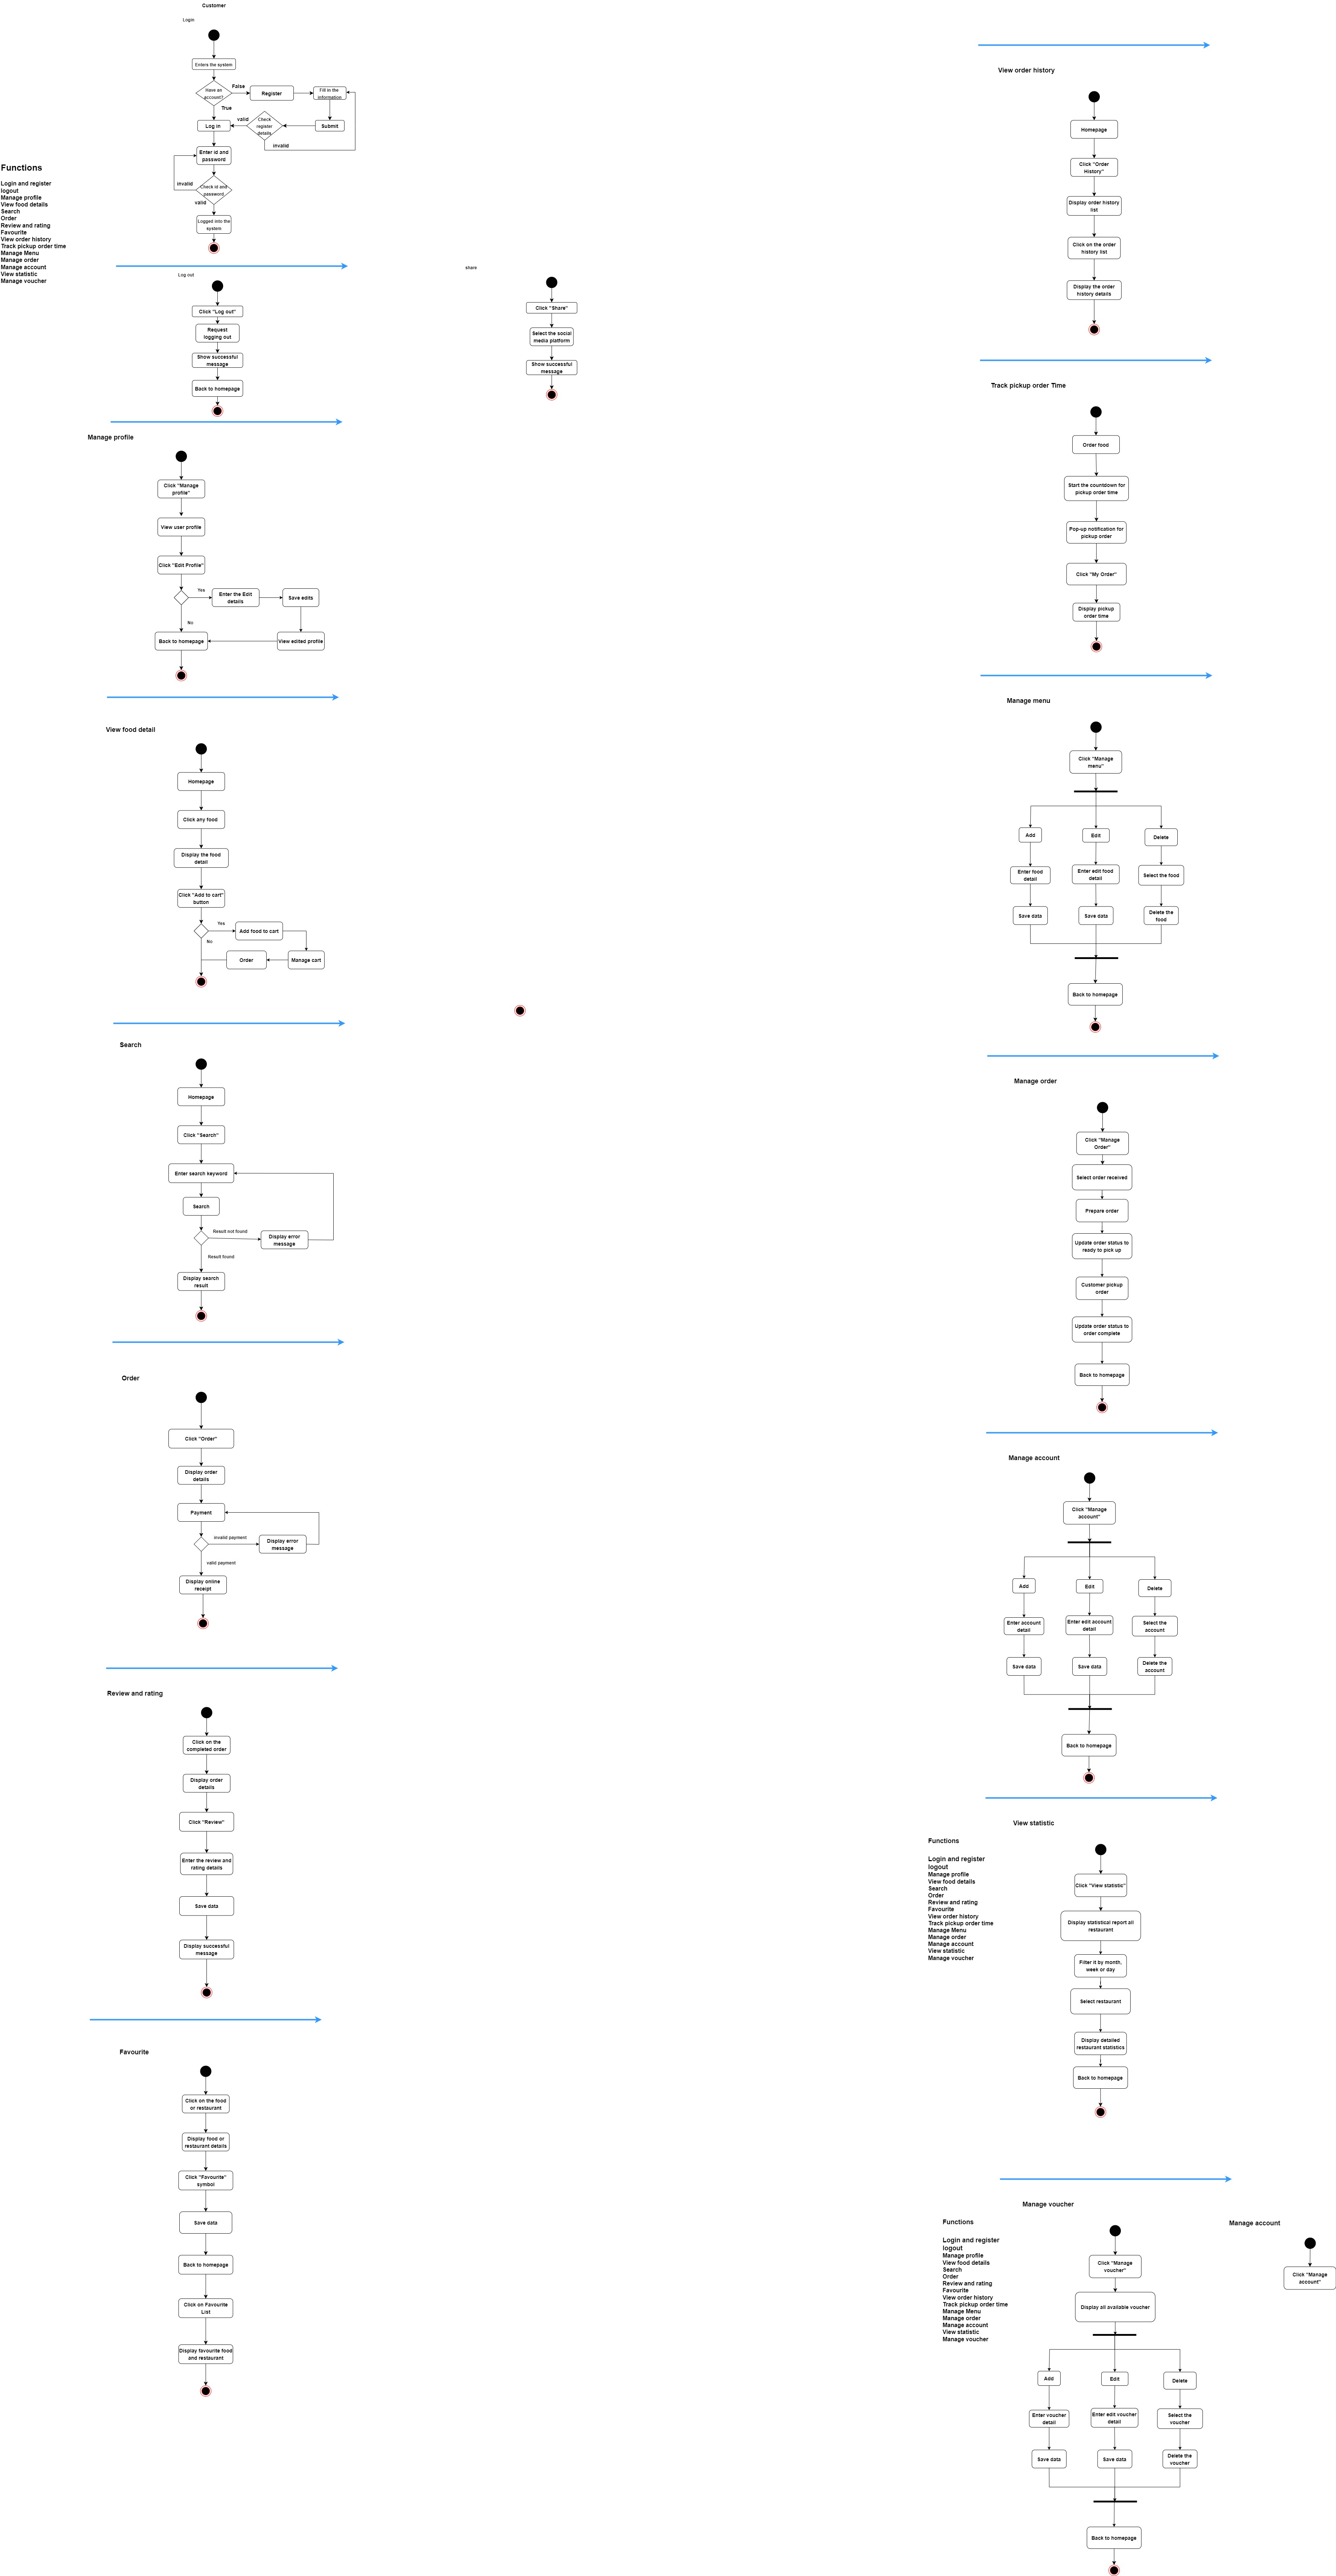 Customer
Login
Enters the system
Have an
account?
False
Register
Fill in the
information
True
Log in
valid
Check
register
details
Submit
invalid
Enter id and
password
invalid
Check id and
password
valid
Logged into the
system
Functions
Login and register
logout
Manage profile
View food details
Search
Order
Review and rating
Favourite
View order history
Track pickup order time
Manage Menu
Manage order
Manage account
View statistic
Manage voucher
Log out
Click "Log out"
Request
logging out
Show successful
message
Back to homepage
share
Click "Share"
Select the social
media platform
Show successful
message
Manage profile
Click "Manage
profile"
View user profile
Click "Edit Profile"
Yes
Enter the Edit
details
Save edits
No
Back to homepage
View edited profile
View food detail
Homepage
Click any food
Display the food
detail
Click "Add to cart"
button
Yes
Add food to cart
No
Order
Manage cart
Search
Homepage
Click "Search"
Enter search keyword
Search
Result not found
Display error
message
Result found
Display search
result
Order
Click "Order"
Display order
details
Payment
invalid payment
Display error
message
valid payment
Display online
receipt
Review and rating
Click on the
completed order
Display order
details
Click "Review"
Enter the review and
rating details
Save data
Display successful
message
Favourite
Click on the food
or restaurant
Display food or
restaurant details
Click "Favourite"
symbol
Save data
Back to homepage
Click on Favourite
List
Display favourite food
and restaurant
View order history
Homepage
Click "Order
History"
Display order history
list
Click on the order
history list
Display the order
history details
Track pickup order Time
Order food
Start the countdown for
pickup order time
Pop-up notification for
pickup order
Click "My Order"
Display pickup
order time
Manage menu
Click "Manage
menu"
Add
Edit
Delete
Enter food
detail
Enter edit food
detail
Select the food
Save data
Save data
Delete the
food
Back to homepage
Manage order
Click "Manage
Order"
Select order received
Prepare order
Update order status to
ready to pick up
Customer pickup
order
Update order status to
order complete
Back to homepage
Manage account
Click "Manage
account"
Add
Edit
Delete
Enter account
detail
Enter edit account
detail
Select the
account
Save data
Save data
Delete the
account
Back to homepage
View statistic
Functions
Login and register
logout
Manage profile
View food details
Search
Order
Review and rating
Favourite
View order history
Track pickup order time
Manage Menu
Manage order
Manage account
View statistic
Manage voucher
Click "View statistic"
Display statistical report all
restaurant
Filter it by month,
week or day
Select restaurant
Display detailed
restaurant statistics
Back to homepage
Manage voucher
Functions
Login and register
logout
Manage profile
View food details
Search
Order
Review and rating
Favourite
View order history
Track pickup order time
Manage Menu
Manage order
Manage account
View statistic
Manage voucher
Click "Manage
voucher"
Display all available voucher
Add
Edit
Delete
Enter voucher
detail
Enter edit voucher
detail
Select the
voucher
Save data
Save data
Delete the
voucher
Back to homepage
Manage account
Click "Manage
account"